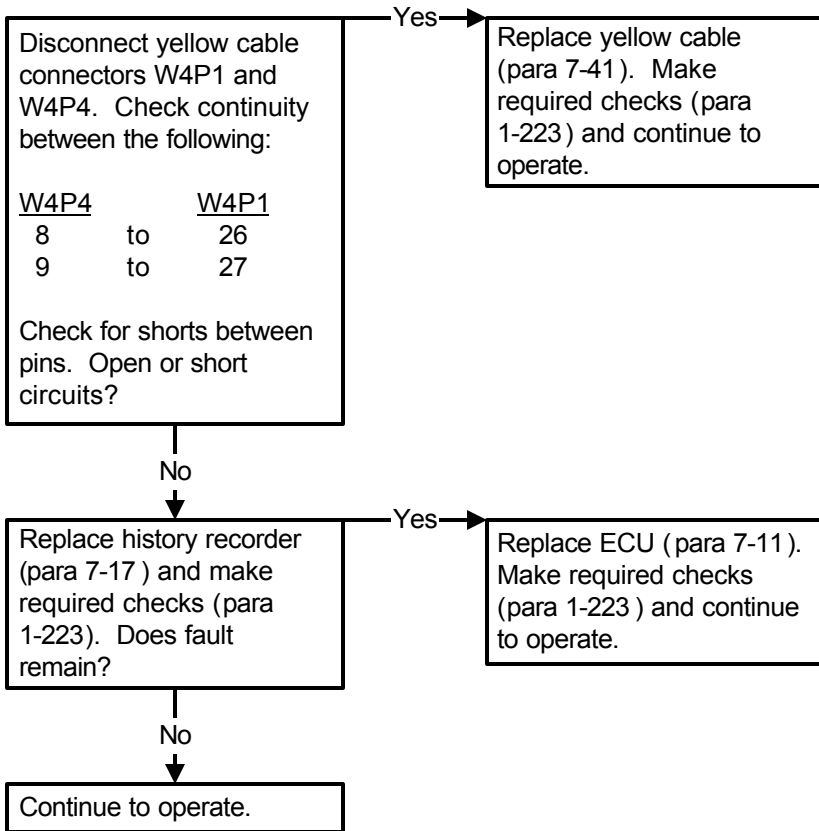 Disconnect yellow cable
connectors W4P1 and
W4P4. Check continuity
between the following:
W4P4 W4P1
8 to 26
9 to 27
Check for shorts between
pins. Open or short
circuits?
Yes
Replace yellow cable
(para 7-41). Make
required checks (para
1-223) and continue to
operate.
No
Replace history recorder
(para 7-17 ) and make
required checks (para
1-223). Does fault
remain?
Yes
Replace ECU (para 7-11).
Make required checks
(para 1-223 ) and continue
to operate.
No
Continue to operate.